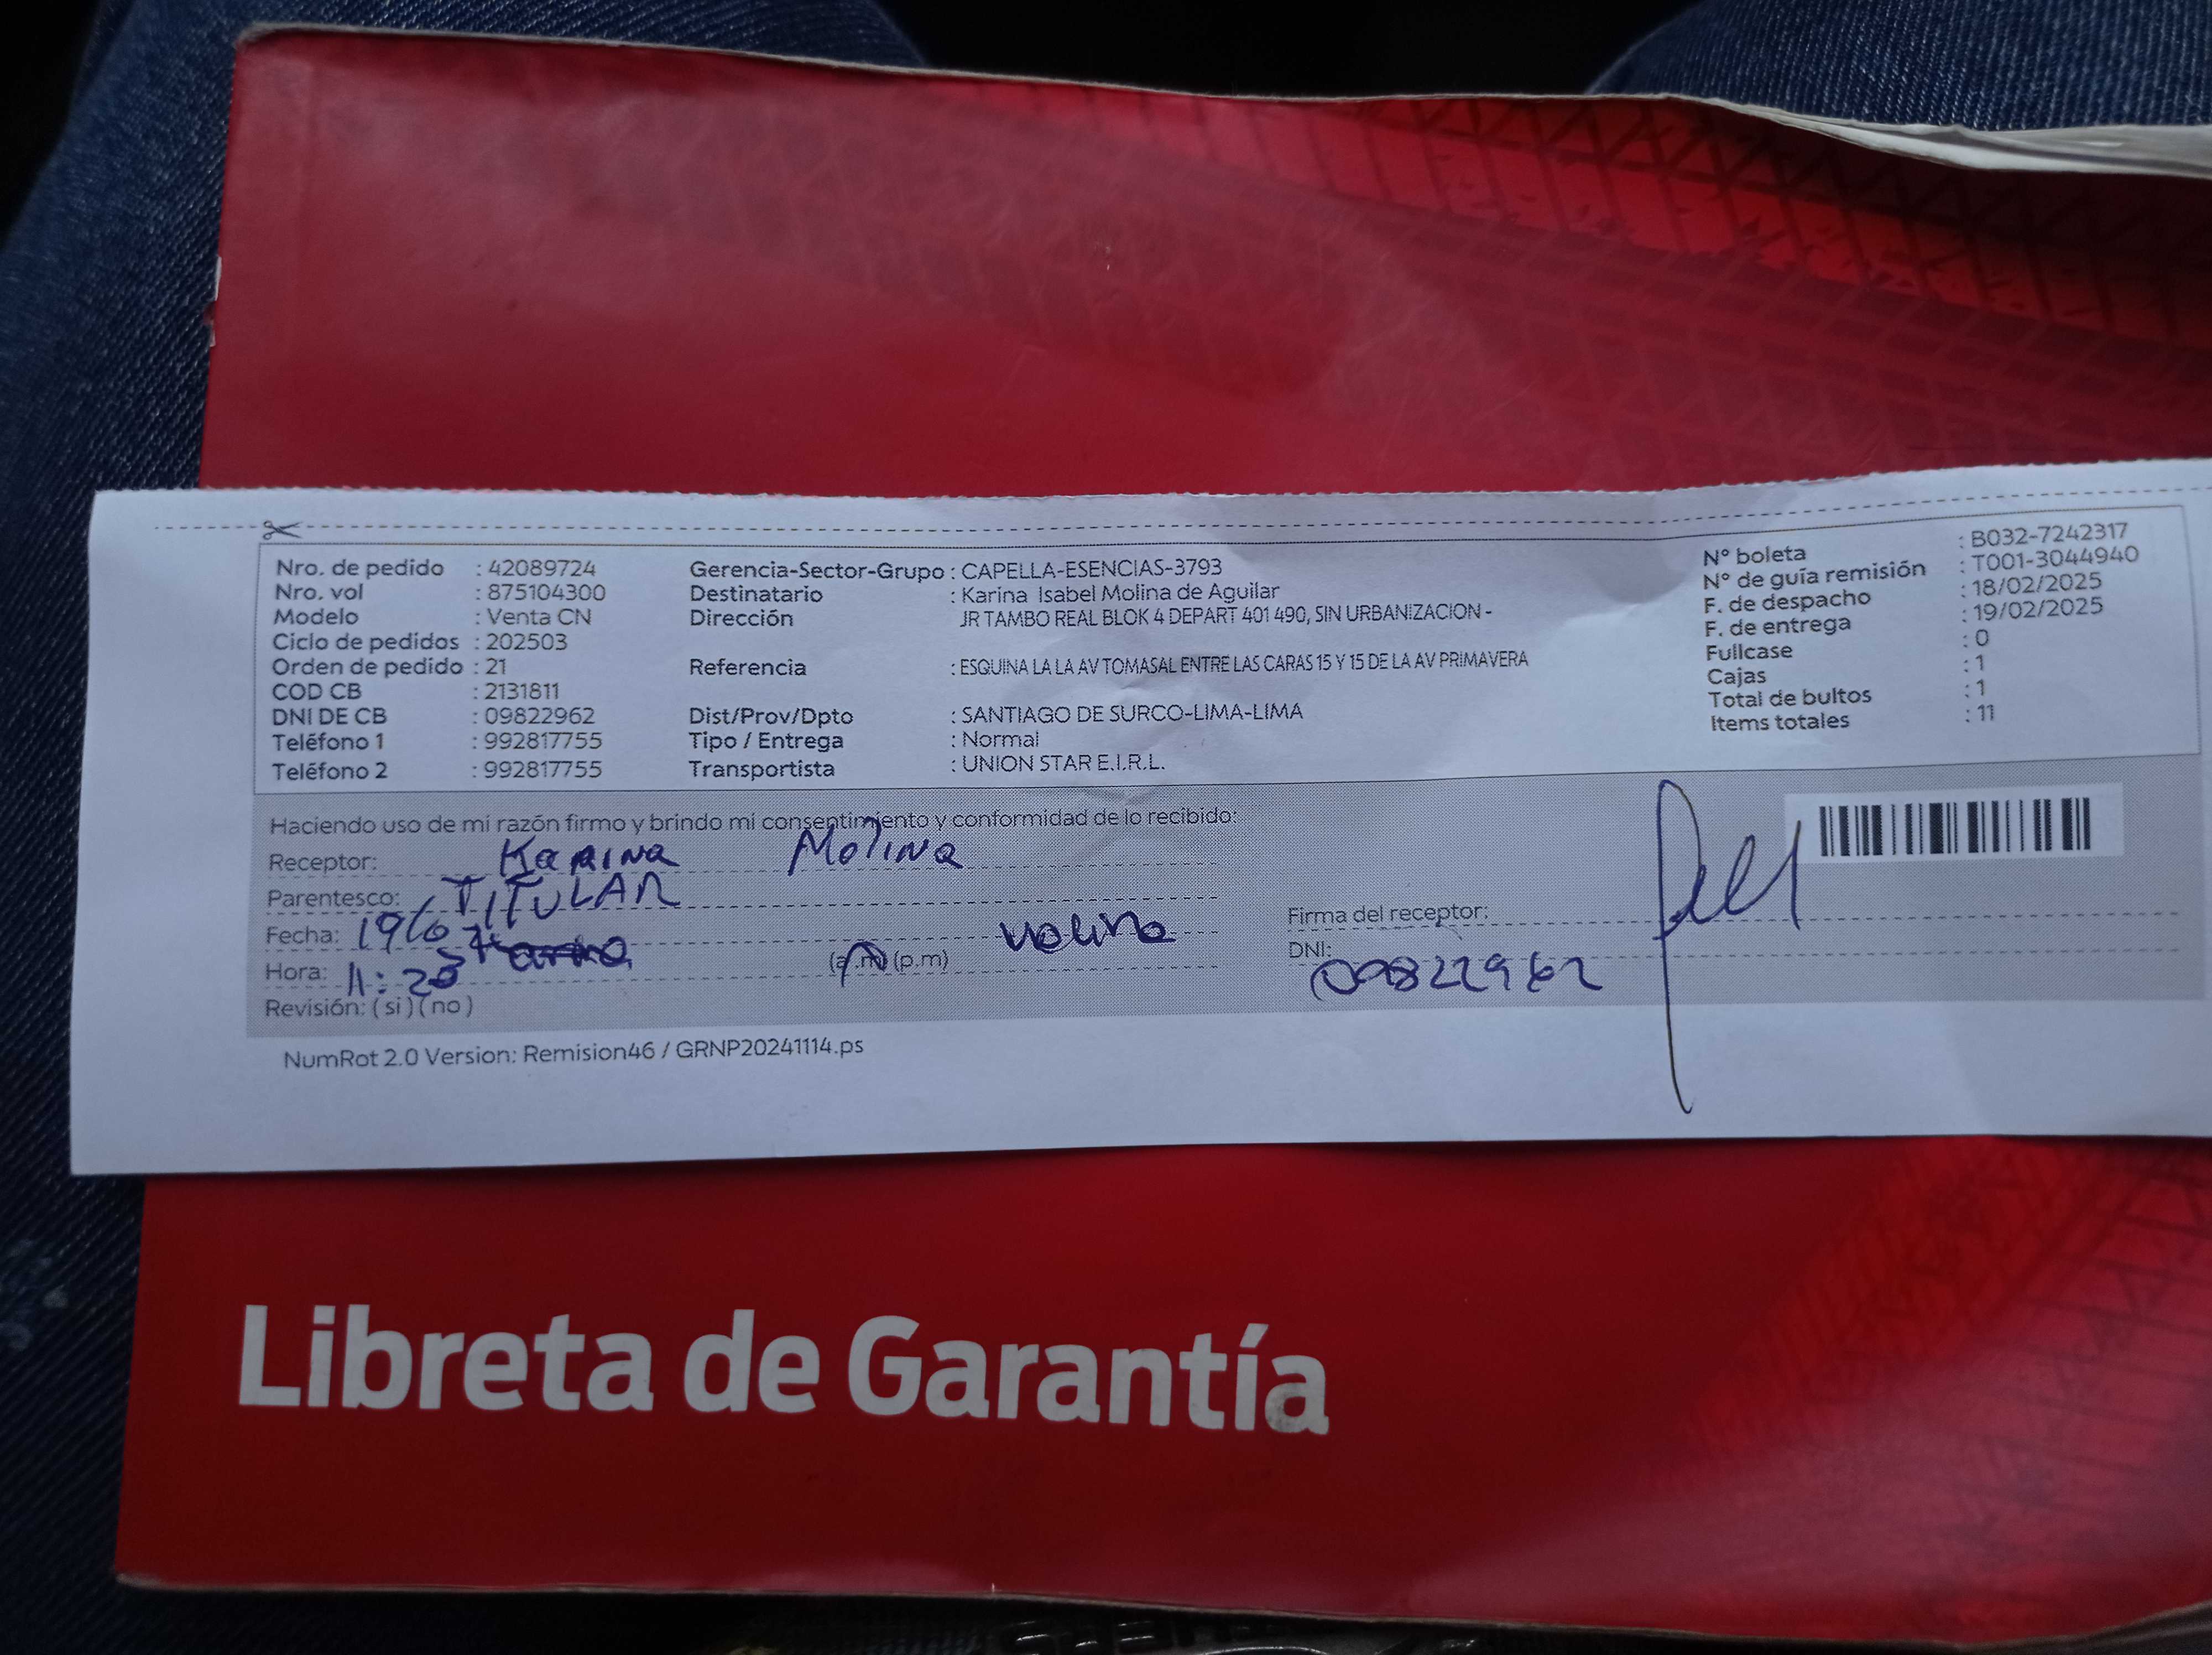 Nro. de pedido : 42089724
Nro. vol : 875104300
Modelo : Venta CN
Ciclo de pedidos : 202503
Orden de pedido : 21
COD CB : 2131811
DNI DE CB : 09822962
Teléfono 1 : 992817755
Teléfono 2 : 992817755
Gerencia-Sector-Grupo : CAPELLA-ESENCIAS-3793
Destinatario : Karina Isabel Molina de Aguilar
Dirección : JR TAMBO REAL BLOK 4 DEPART 401 490, SIN URBANIZACION -
Referencia : ESQUINA LA LA AV TOMASAL ENTRE LAS CARAS 15 Y 15 DE LA AV PRIMAVERA
Dist/Prov/Dpto : SANTIAGO DE SURCO-LIMA-LIMA
Tipo / Entrega : Normal
Transportista : UNION STAR E.I.R.L.
N° boleta : B032-7242317
N° de guía remisión : T001-3044940
F. de despacho : 18/02/2025
F. de entrega : 19/02/2025
Fullcase : 0
Cajas : 1
Total de bultos : 1
Items totales : 11
Haciendo uso de mi razón firmo y brindo mi consentimiento y conformidad de lo recibido:
Receptor: Karina Molina
Parentesco: TITULAR
Fecha:
Molina
Hora: 11:20 (a.m) (p.m)
Revisión: (si) (no)
Firma del receptor:
DNI: 09822962
NumRot 2.0 Version: Remision46 / GRNP20241114.ps
Libreta de Garantía